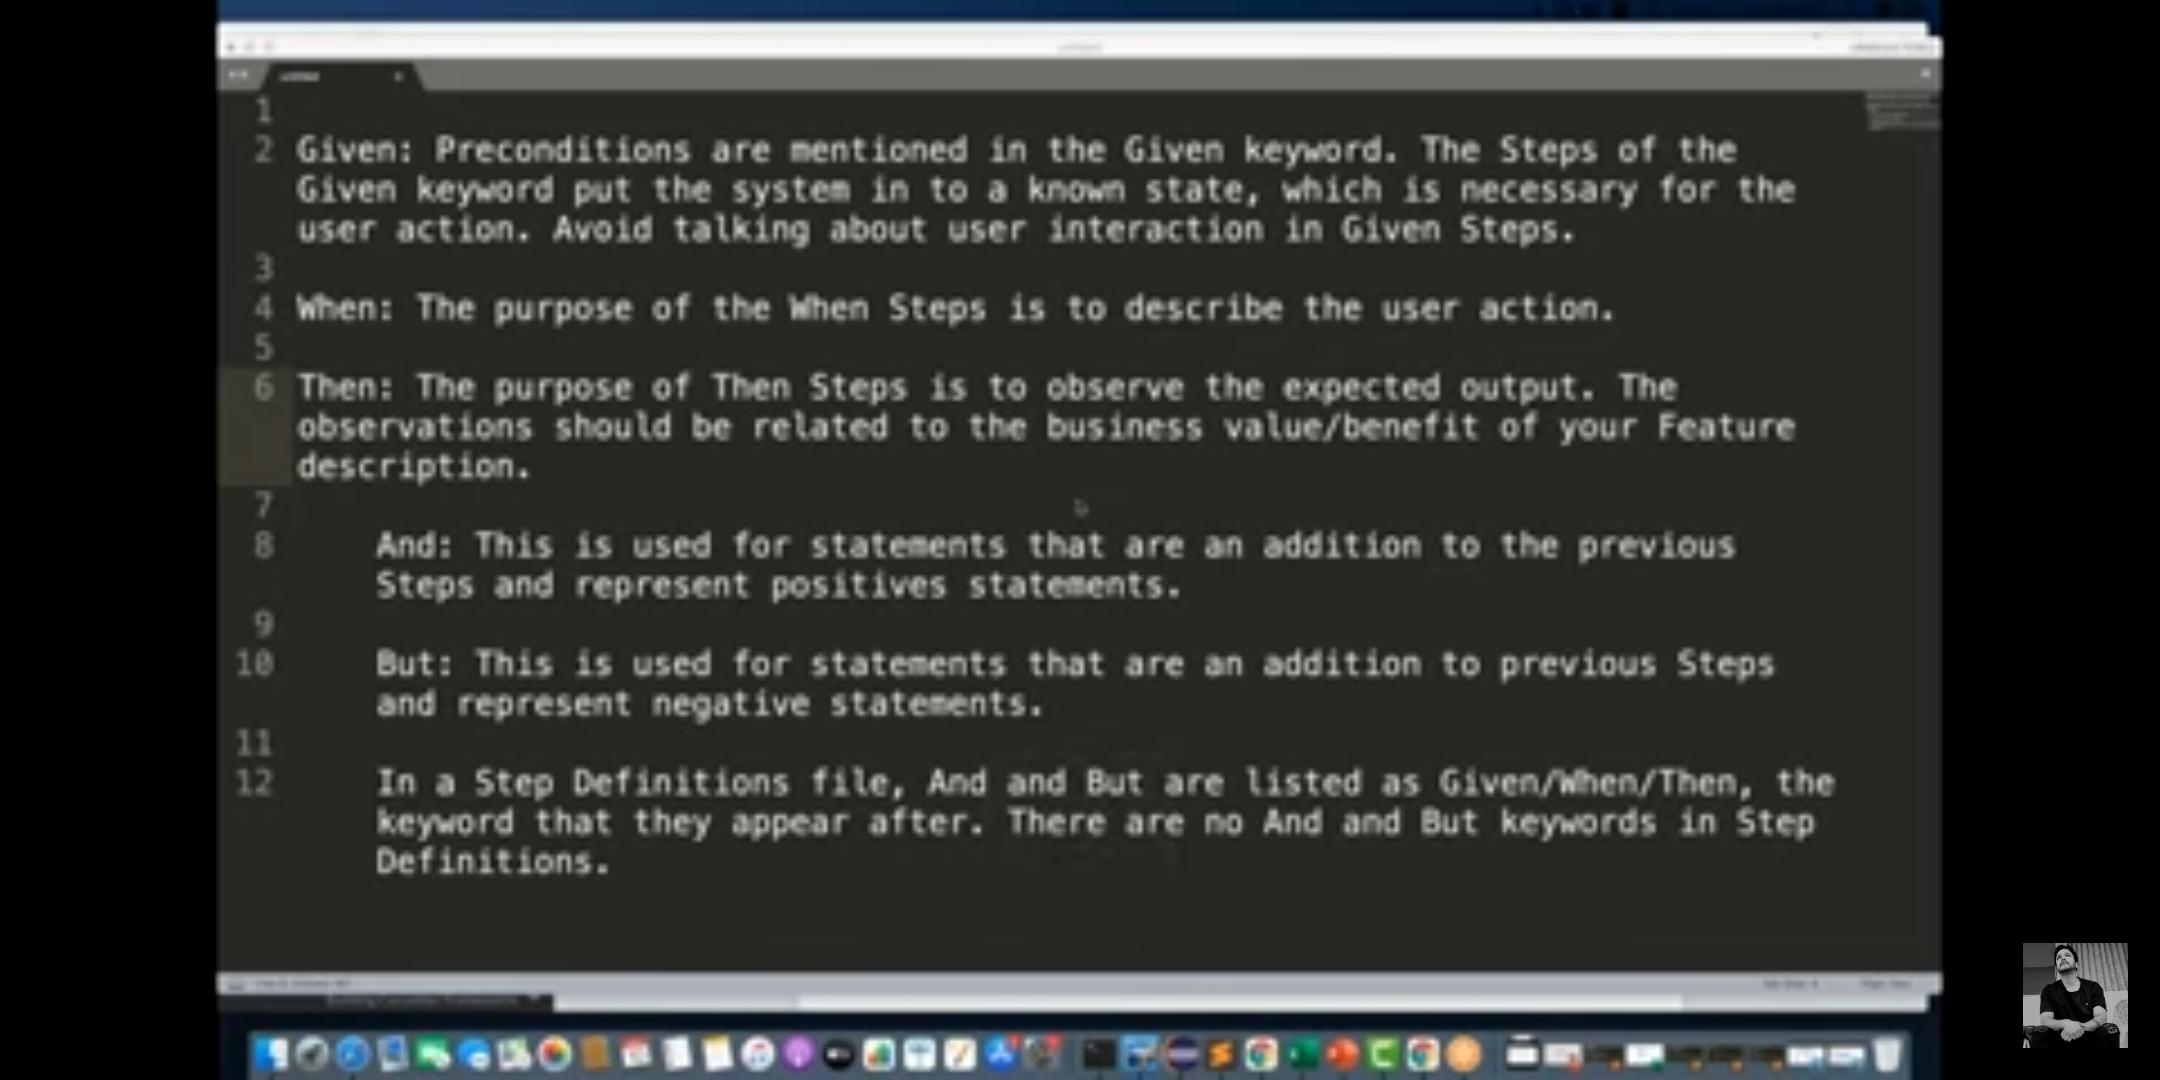 1
2 Given: Preconditions are mentioned in the Given keyword. The Steps of the
Given keyword put the system in to a known state, which is necessary for the
user action. Avoid talking about user interaction in Given Steps.
3
4 When: The purpose of the When Steps is to describe the user action.
5
6 Then: The purpose of Then Steps is to observe the expected output. The
observations should be related to the business value/benefit of your Feature
description.
7
8 And: This is used for statements that are an addition to the previous
Steps and represent positives statements.
9
10 But: This is used for statements that are an addition to previous Steps
and represent negative statements.
11
12 In a Step Definitions file, And and But are listed as Given/When/Then, the
keyword that they appear after. There are no And and But keywords in Step
Definitions.